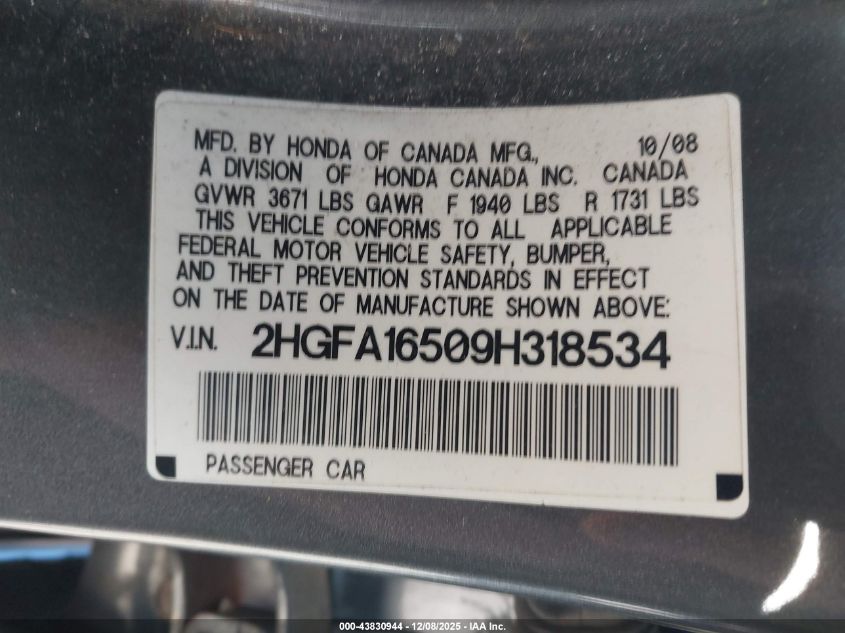 MFD. BY HONDA OF CANADA MFG., 10/08
A DIVISION OF HONDA CANADA INC. CANADA
GVWR 3671 LBS GAWR F 1940 LBS R 1731 LBS
THIS VEHICLE CONFORMS TO ALL APPLICABLE
FEDERAL MOTOR VEHICLE SAFETY, BUMPER,
AND THEFT PREVENTION STANDARDS IN EFFECT
ON THE DATE OF MANUFACTURE SHOWN ABOVE:
V.I.N. 2HGFA16509H318534
PASSENGER CAR
000-43830944 - 12/08/2025 - IAA Inc.